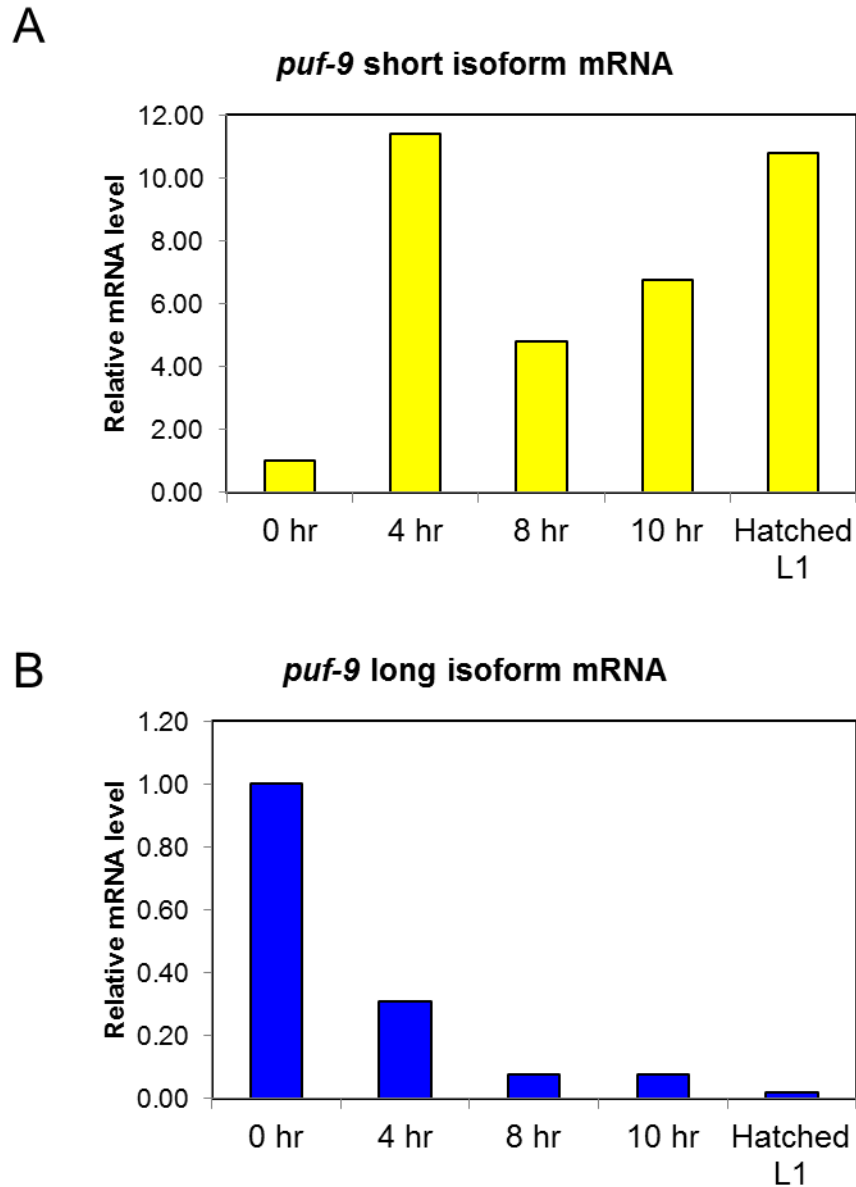 A
puf-9 short isoform mRNA
Relative mRNA level
12.00
10.00
8.00
6.00
4.00
2.00
0.00
0 hr 4 hr 8 hr 10 hr Hatched
L1
B
puf-9 long isoform mRNA
Relative mRNA level
1.20
1.00
0.80
0.60
0.40
0.20
0.00
0 hr 4 hr 8 hr 10 hr Hatched
L1